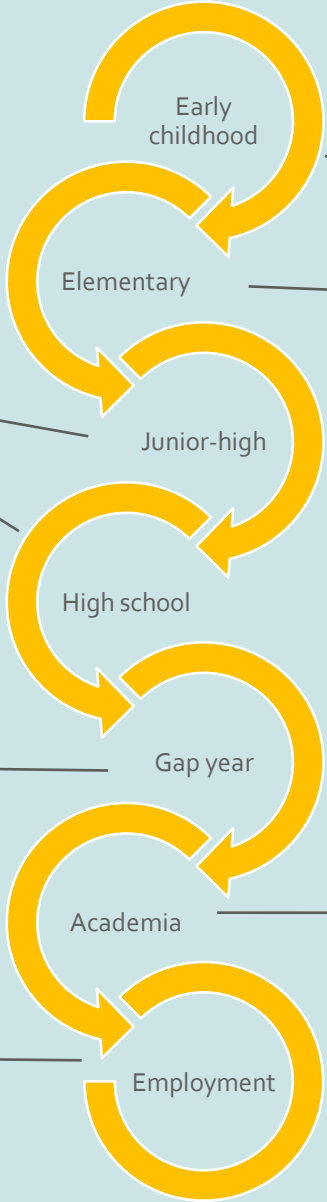 Early
childhood
Elementary
Junior-high
High school
Gap year
Academia
Employment